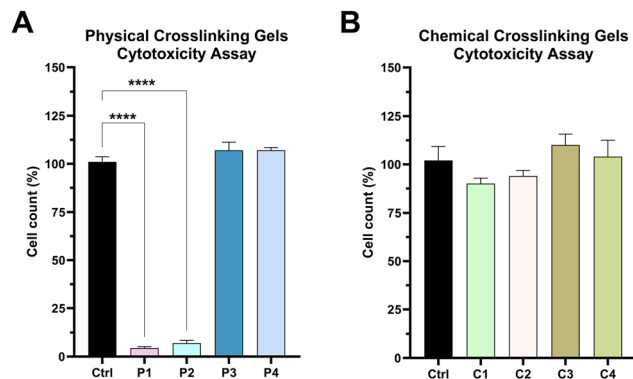 A
Physical Crosslinking Gels
Cytotoxicity Assay
Cell count (%)
150
125
100
75
50
25
0
****
****
Ctrl P1 P2 P3 P4
B
Chemical Crosslinking Gels
Cytotoxicity Assay
Cell count (%)
150
125
100
75
50
25
0
Ctrl C1 C2 C3 C4